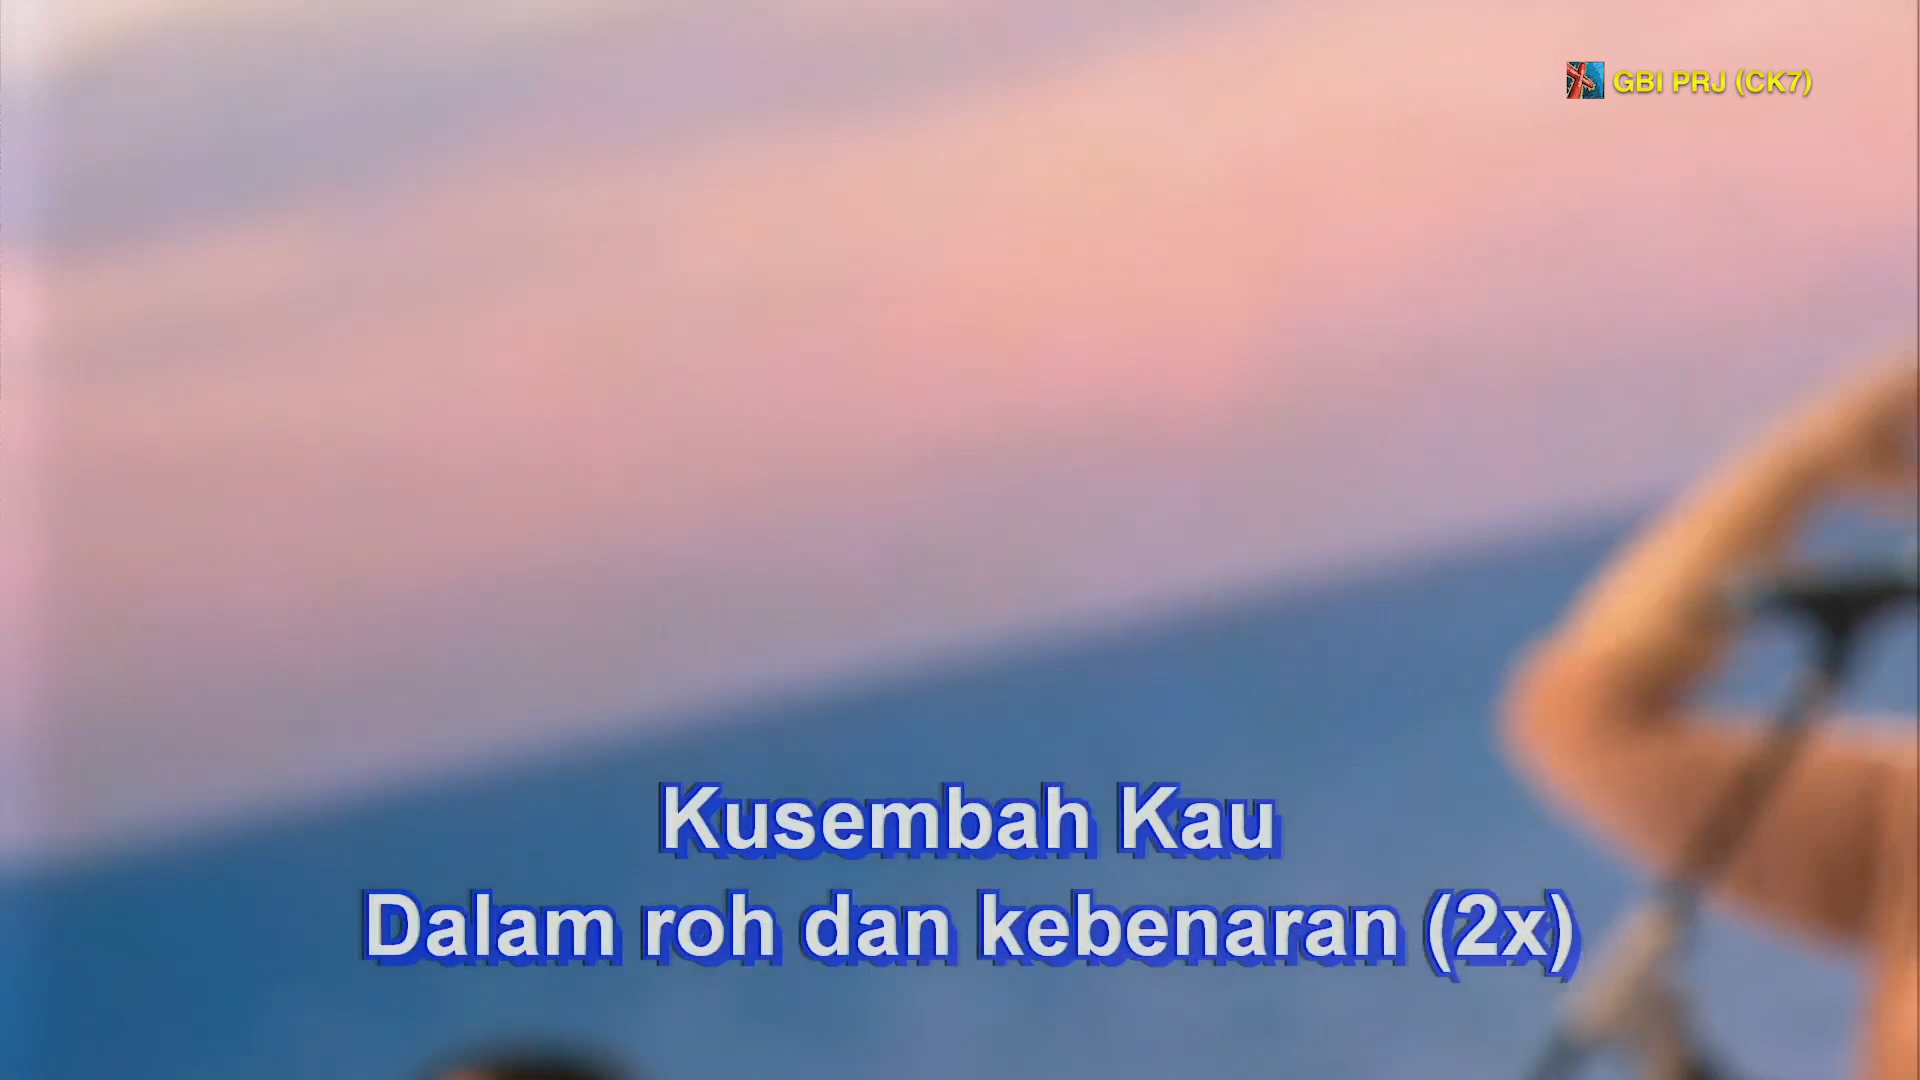 GBI PRJ (CK7)
Kusembah Kau
Dalam roh dan kebenaran (2x)